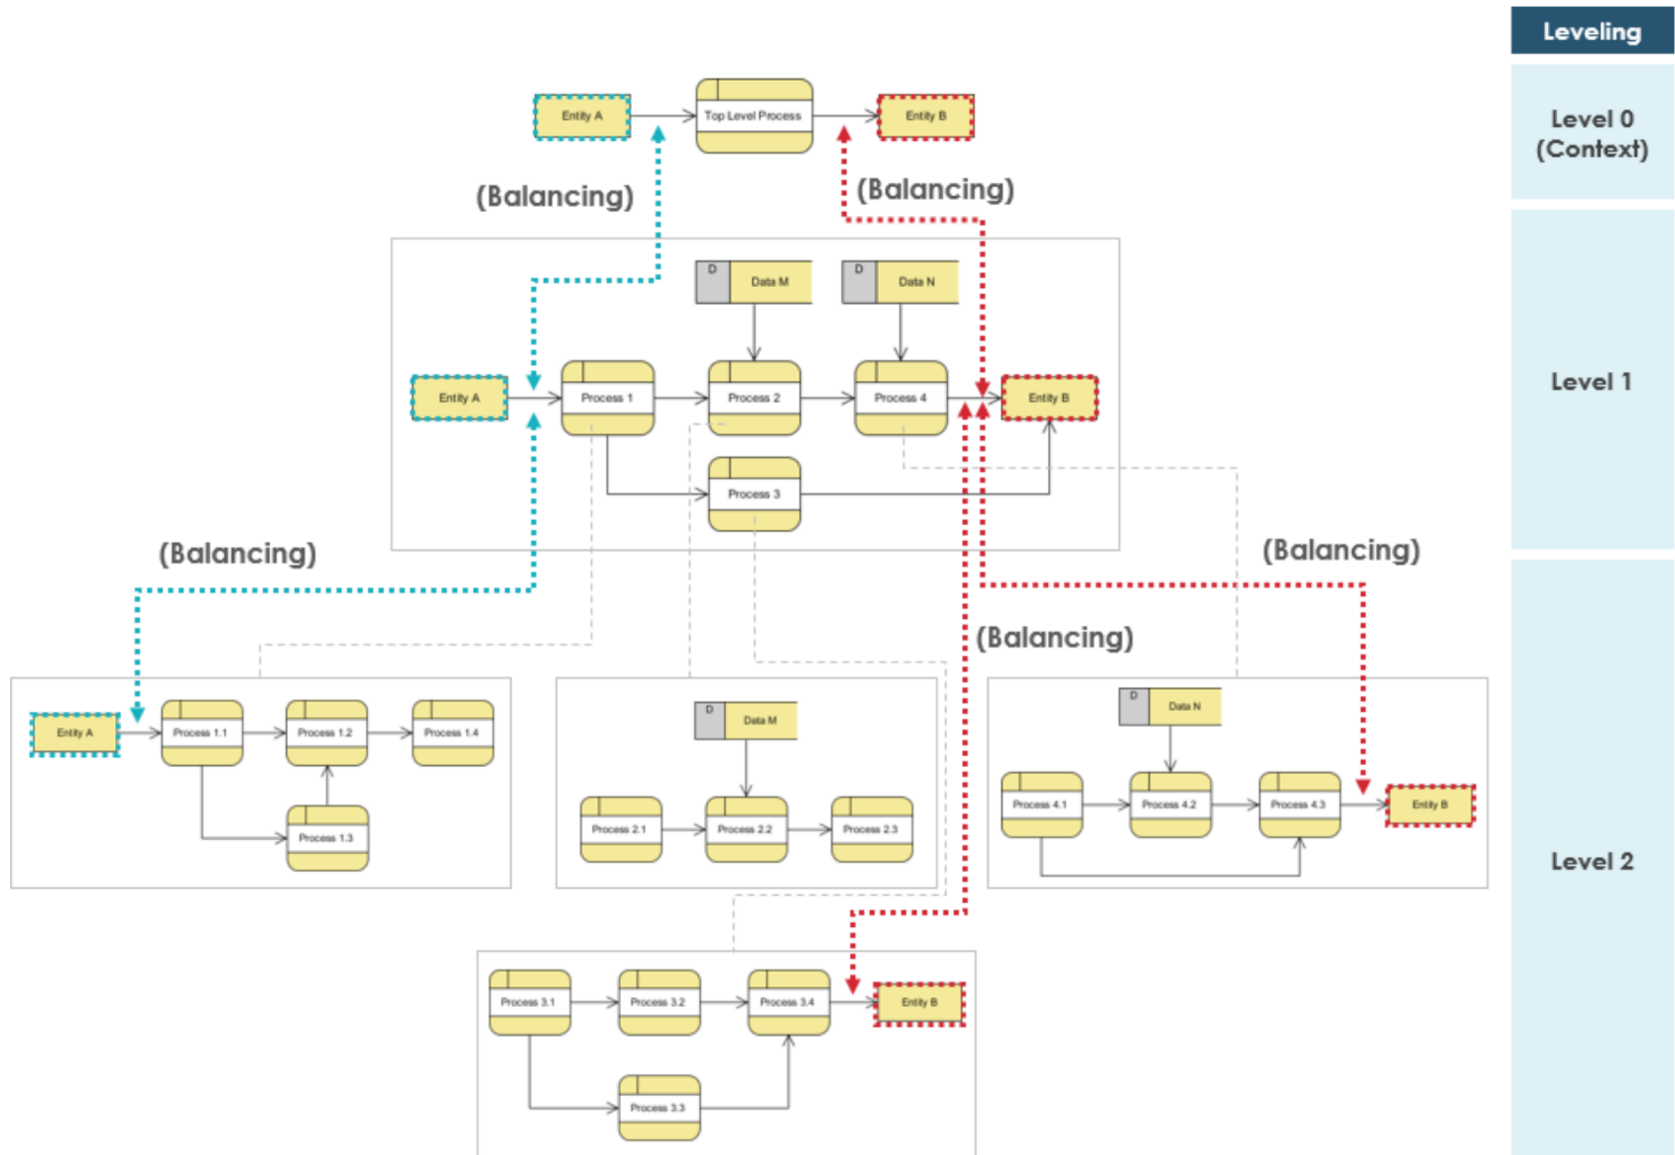 Leveling
Level 0
(Context)
Entity A
Top Level Process
Entity B
(Balancing)
(Balancing)
Level 1
D
Data M
D
Data N
Entity A
Process 1
Process 2
Process 4
Entity B
Process 3
(Balancing)
(Balancing)
(Balancing)
Level 2
Entity A
Process 1.1
Process 1.2
Process 1.4
Process 1.3
D
Data M
Process 2.1
Process 2.2
Process 2.3
D
Data N
Process 4.1
Process 4.2
Process 4.3
Entity B
Process 3.1
Process 3.2
Process 3.4
Entity B
Process 3.3